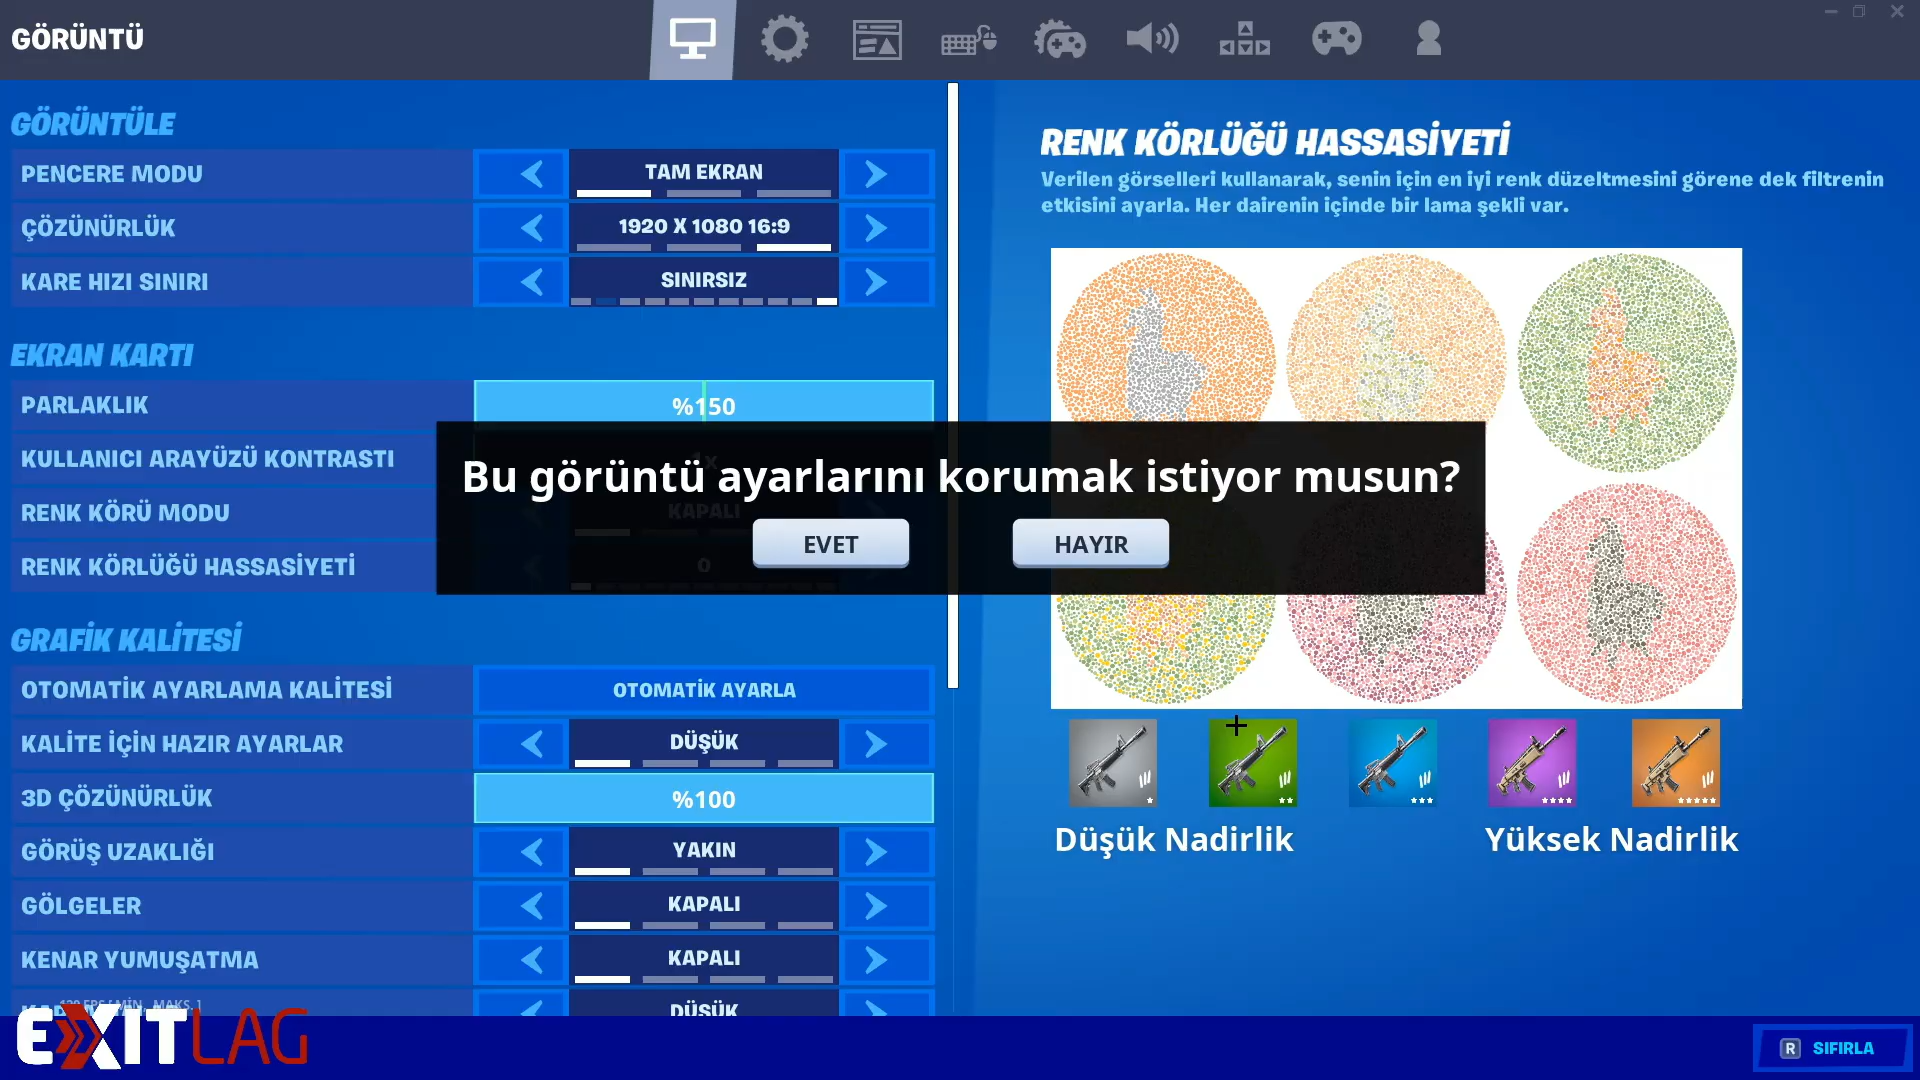 GÖRÜNTÜ
GÖRÜNTÜLE
PENCERE MODU
TAM EKRAN
ÇÖZÜNÜRLÜK
1920 X 1080 16:9
KARE HIZI SINIRI
SINIRSIZ
EKRAN KARTI
PARLAKLIK
%150
KULLANICI ARAYÜZÜ KONTRASTI
RENK KÖRÜ MODU
KAPALI
RENK KÖRLÜĞÜ HASSASİYETİ
0
GRAFİK KALİTESİ
OTOMATİK AYARLAMA KALİTESİ
OTOMATİK AYARLA
KALİTE İÇİN HAZIR AYARLAR
DÜŞÜK
3D ÇÖZÜNÜRLÜK
%100
GÖRÜŞ UZAKLIĞI
YAKIN
GÖLGELER
KAPALI
KENAR YUMUŞATMA
KAPALI
DÜŞÜK
EXITLAG
RENK KÖRLÜĞÜ HASSASİYETİ
Verilen görselleri kullanarak, senin için en iyi renk düzeltmesini görene dek filtrenin
etkisini ayarla. Her dairenin içinde bir lama şekli var.
Bu görüntü ayarlarını korumak istiyor musun?
EVET
HAYIR
Düşük Nadirlik
Yüksek Nadirlik
R SIFIRLA